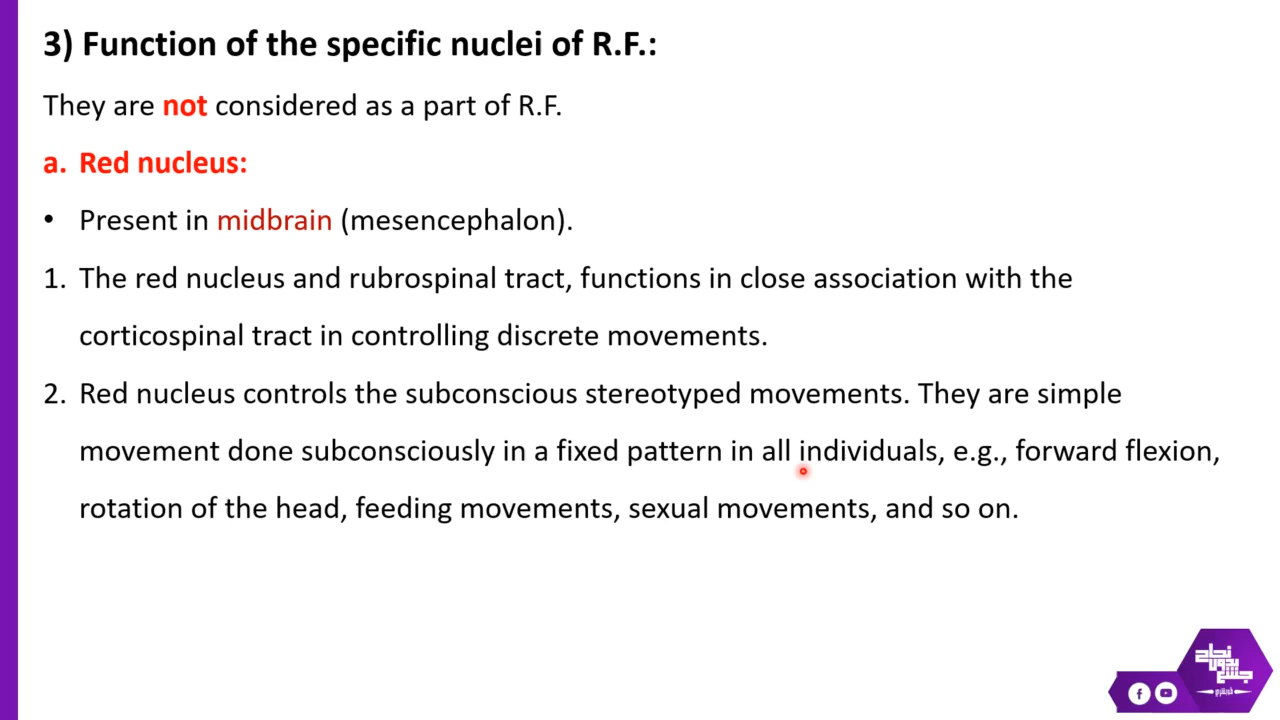 3) Function of the specific nuclei of R.F.:
They are not considered as a part of R.F.
a. Red nucleus:
• Present in midbrain (mesencephalon).
1. The red nucleus and rubrospinal tract, functions in close association with the
corticospinal tract in controlling discrete movements.
2. Red nucleus controls the subconscious stereotyped movements. They are simple
movement done subconsciously in a fixed pattern in all individuals, e.g., forward flexion,
rotation of the head, feeding movements, sexual movements, and so on.
نجاح
بدون